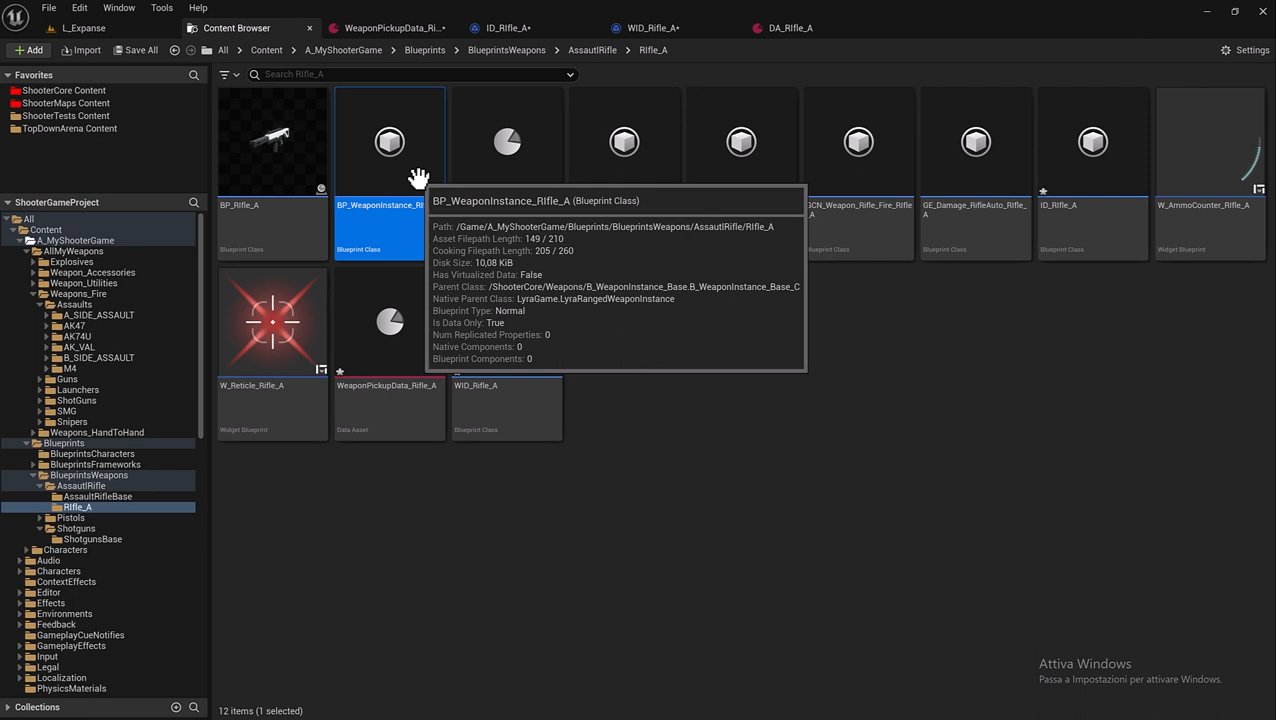 File Edit Window Tools Help
L_Expanse Content Browser WeaponPickupData_Ri...* ID_Rifle_A* WID_Rifle_A* DA_RIfle_A
Add Import Save All All Content A_MyShooterGame Blueprints BlueprintsWeapons AssautlRifle RIfle_A Settings
Favorites
Search RIfle_A
ShooterCore Content
ShooterMaps Content
ShooterTests Content
TopDownArena Content
ShooterGameProject
All
Content
A_MyShooterGame
AllMyWeapons
Explosives
Weapon_Accessories
Weapon_Utilities
Weapons_Fire
Assaults
A_SIDE_ASSAULT
AK47
AK74U
AK_VAL
B_SIDE_ASSAULT
M4
Guns
Launchers
ShotGuns
SMG
Snipers
Weapons_HandToHand
Blueprints
BlueprintsCharacters
BlueprintsFrameworks
BlueprintsWeapons
AssautlRifle
AssaultRifleBase
RIfle_A
Pistols
Shotguns
ShotgunsBase
Characters
Audio
Characters
ContextEffects
Editor
Effects
Environments
Feedback
GameplayCueNotifies
GameplayEffects
Input
Legal
Localization
PhysicsMaterials
Collections
BP_RIfle_A
Blueprint Class
BP_WeaponInstance_RI
Blueprint Class
GCN_Weapon_Rifle_Fire_RIfle
_A
Blueprint Class
GE_Damage_RifleAuto_RIfle_
A
Blueprint Class
ID_RIfle_A
Blueprint Class
W_AmmoCounter_RIfle_A
Widget Blueprint
BP_WeaponInstance_RIfle_A (Blueprint Class)
Path: /Game/A_MyShooterGame/Blueprints/BlueprintsWeapons/AssautlRifle/RIfle_A
Asset Filepath Length: 149 / 210
Cooking Filepath Length: 205 / 260
Disk Size: 10,08 KiB
Has Virtualized Data: False
Parent Class: /ShooterCore/Weapons/B_WeaponInstance_Base.B_WeaponInstance_Base_C
Native Parent Class: LyraGame.LyraRangedWeaponInstance
Blueprint Type: Normal
Is Data Only: True
Num Replicated Properties: 0
Native Components: 0
Blueprint Components: 0
W_Reticle_Rifle_A
Widget Blueprint
WeaponPickupData_Rifle_A
Data Asset
WID_Rifle_A
Blueprint Class
Attiva Windows
Passa a Impostazioni per attivare Windows.
12 items (1 selected)